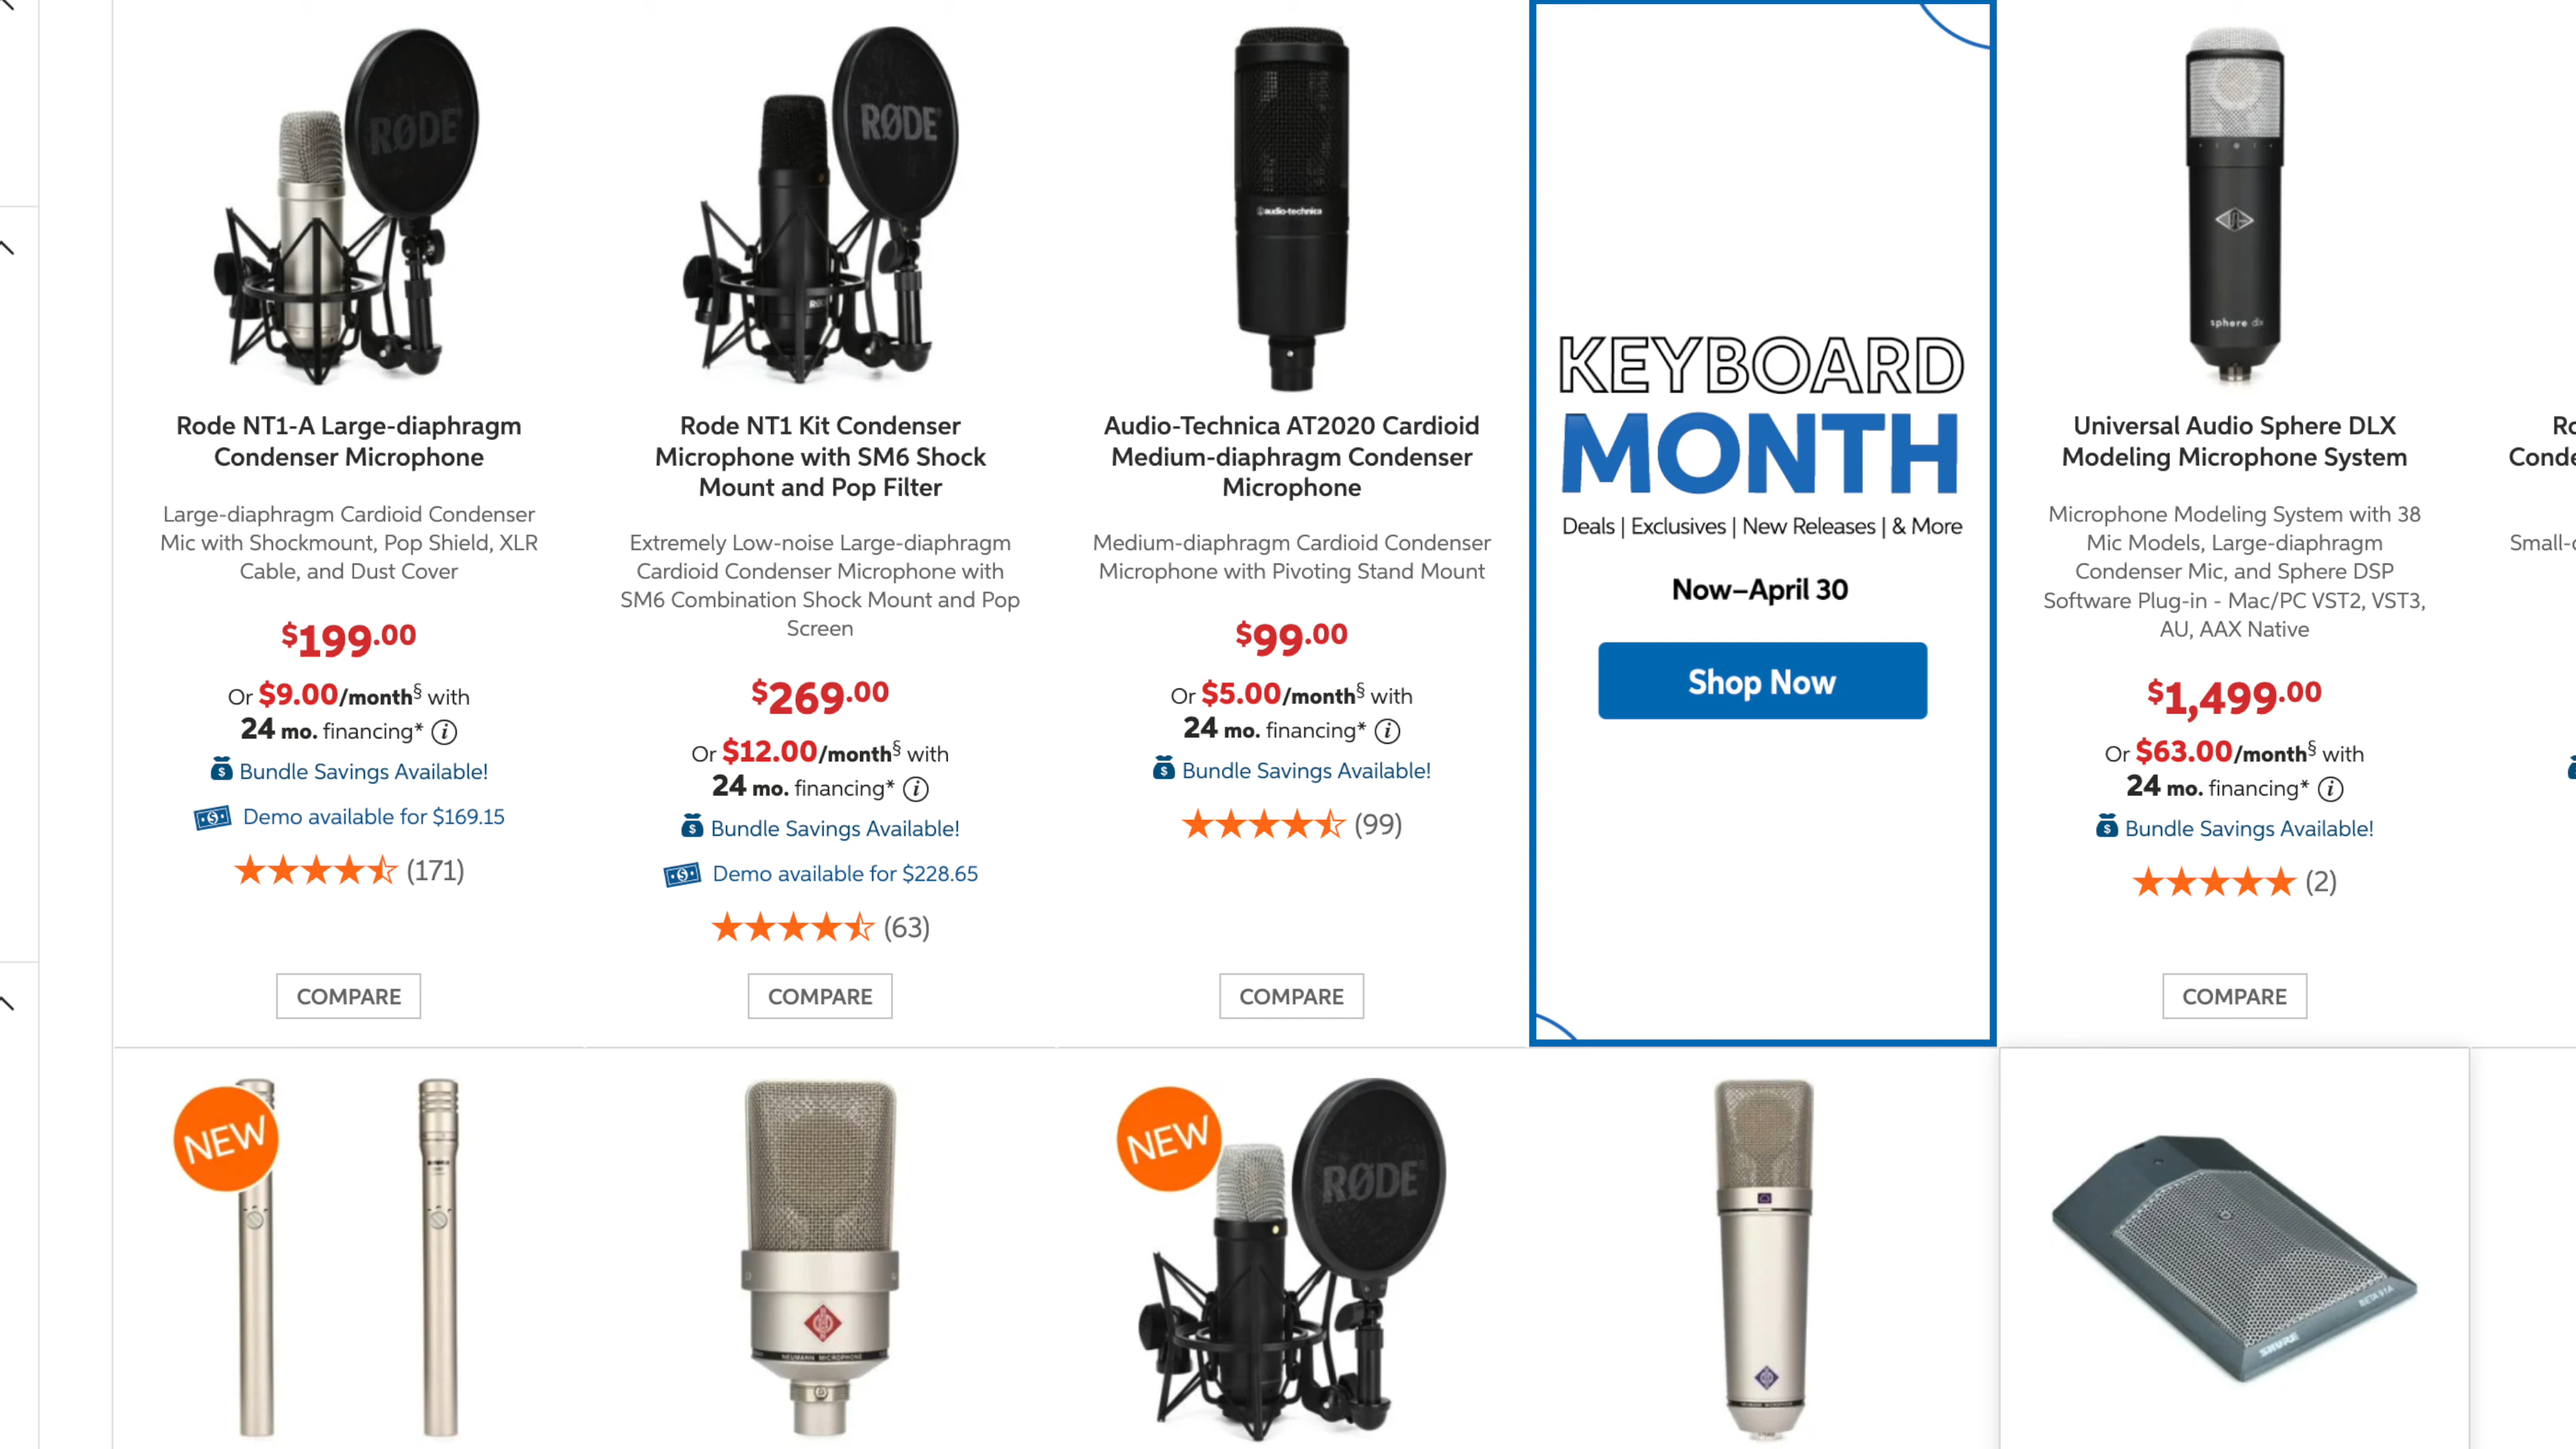 RØDE
RØDE
audio-technica
sphere dlx
Rode NT1-A Large-diaphragm
Condenser Microphone
Large-diaphragm Cardioid Condenser
Mic with Shockmount, Pop Shield, XLR
Cable, and Dust Cover
$199.00
Or $9.00/month§ with
24 mo. financing* i
Bundle Savings Available!
Demo available for $169.15
(171)
COMPARE
Rode NT1 Kit Condenser
Microphone with SM6 Shock
Mount and Pop Filter
Extremely Low-noise Large-diaphragm
Cardioid Condenser Microphone with
SM6 Combination Shock Mount and Pop
Screen
$269.00
Or $12.00/month§ with
24 mo. financing* i
Bundle Savings Available!
Demo available for $228.65
(63)
COMPARE
Audio-Technica AT2020 Cardioid
Medium-diaphragm Condenser
Microphone
Medium-diaphragm Cardioid Condenser
Microphone with Pivoting Stand Mount
$99.00
Or $5.00/month§ with
24 mo. financing* i
Bundle Savings Available!
(99)
COMPARE
KEYBOARD
MONTH
Deals | Exclusives | New Releases | & More
Now–April 30
Shop Now
Universal Audio Sphere DLX
Modeling Microphone System
Microphone Modeling System with 38
Mic Models, Large-diaphragm
Condenser Mic, and Sphere DSP
Software Plug-in - Mac/PC VST2, VST3,
AU, AAX Native
$1,499.00
Or $63.00/month§ with
24 mo. financing* i
Bundle Savings Available!
(2)
COMPARE
NEW
NEUMANN MICROPHONE
NEW
RØDE
BETA 91A
SHURE